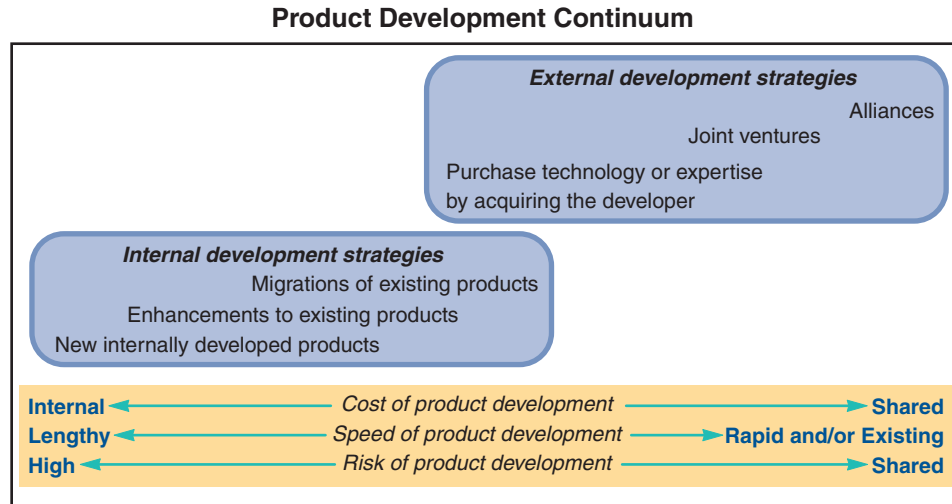 Product Development Continuum
External development strategies
Alliances
Joint ventures
Purchase technology or expertise
by acquiring the developer
Internal development strategies
Migrations of existing products
Enhancements to existing products
New internally developed products
Internal Cost of product development Shared
Lengthy Speed of product development Rapid and/or Existing
High Risk of product development Shared